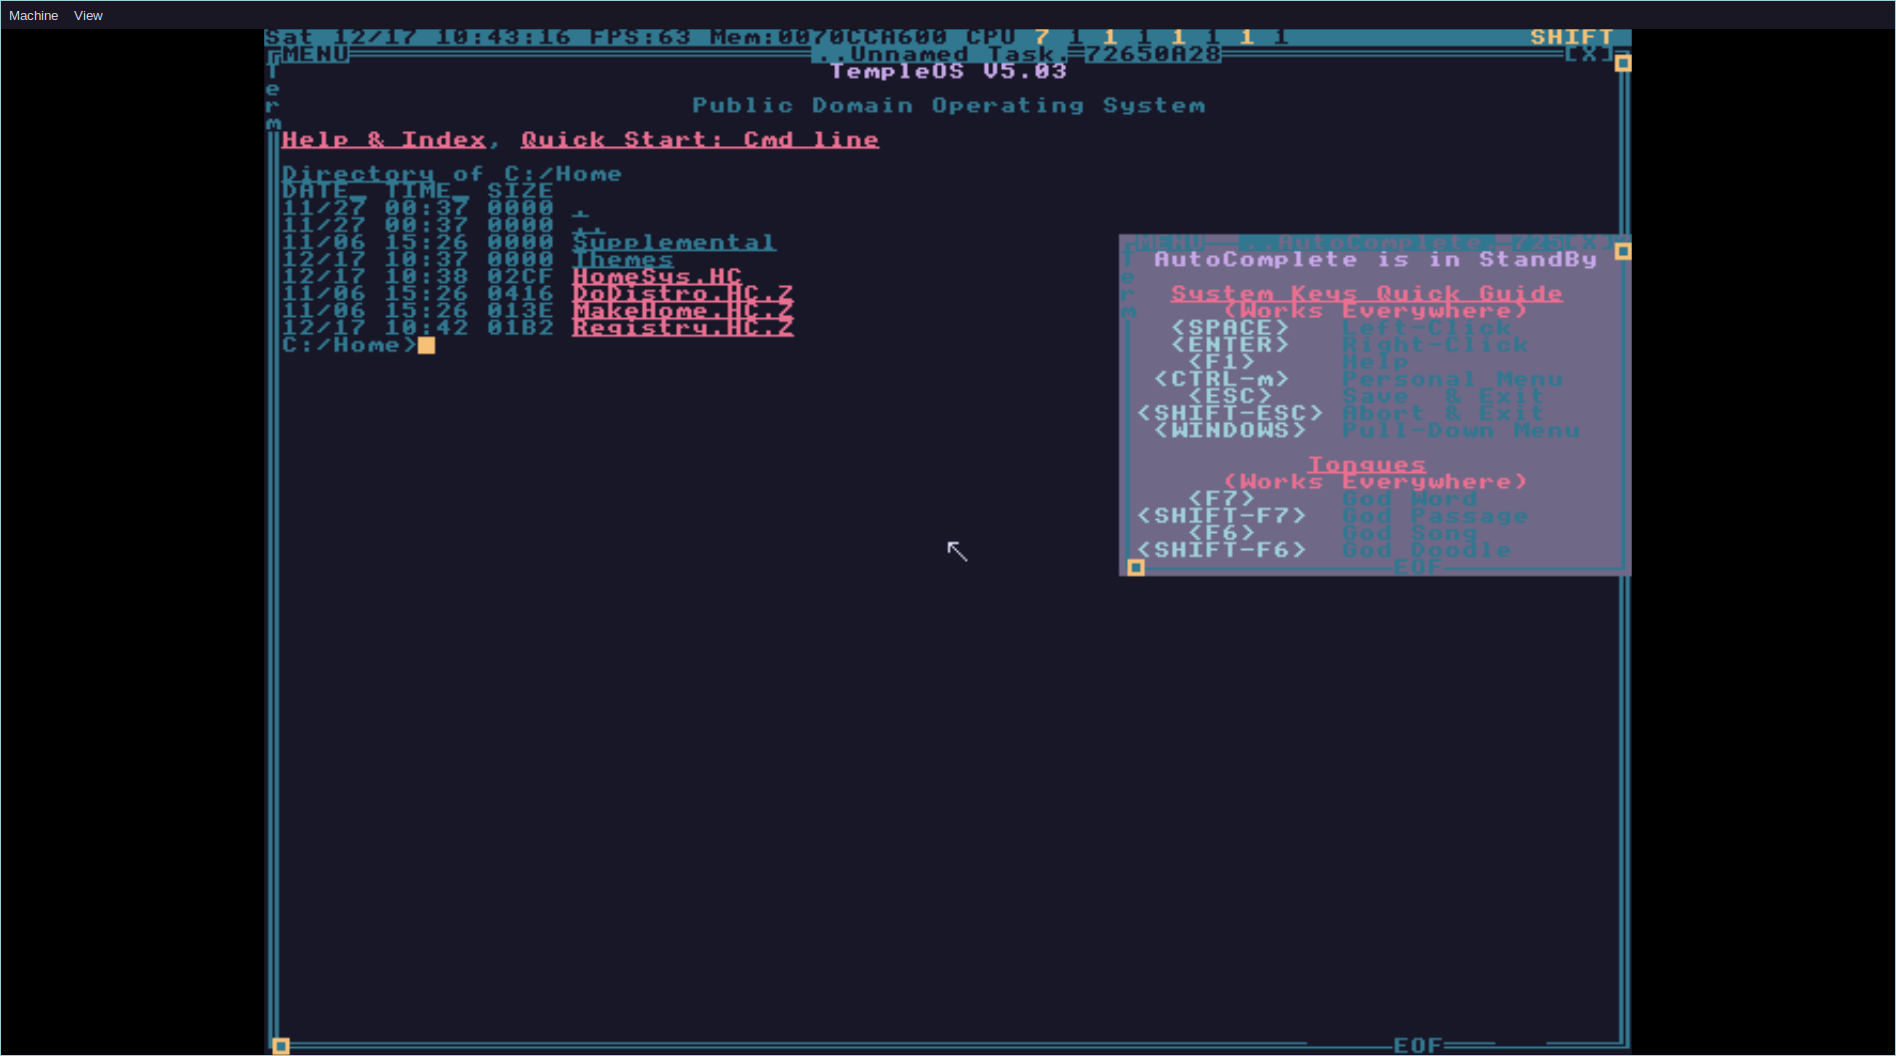 Machine View
Sat 12/17 10:43:16 FPS:63 Mem:0070CCA600 CPU 7 1 1 1 1 1 1 1 SHIFT
MENU ..Unnamed Task. 72650A28 [X]
Term
TempleOS V5.03
Public Domain Operating System
Help & Index, Quick Start: Cmd line
Directory of C:/Home
DATE_ TIME_ SIZE
11/27 00:37 0000 .
11/27 00:37 0000 ..
11/06 15:26 0000 Supplemental
12/17 10:37 0000 Themes
12/17 10:38 02CF HomeSys.HC
11/06 15:26 0416 DoDistro.HC.Z
11/06 15:26 013E MakeHome.HC.Z
12/17 10:42 01B2 Registry.HC.Z
C:/Home>
MENU ..AutoComplete. 725[X]
Term
AutoComplete is in StandBy
System Keys Quick Guide
(Works Everywhere)
<SPACE> Left-Click
<ENTER> Right-Click
<F1> Help
<CTRL-m> Personal Menu
<ESC> Save & Exit
<SHIFT-ESC> Abort & Exit
<WINDOWS> Pull-Down Menu
Tongues
(Works Everywhere)
<F7> God Word
<SHIFT-F7> God Passage
<F6> God Song
<SHIFT-F6> God Doodle
EOF
EOF